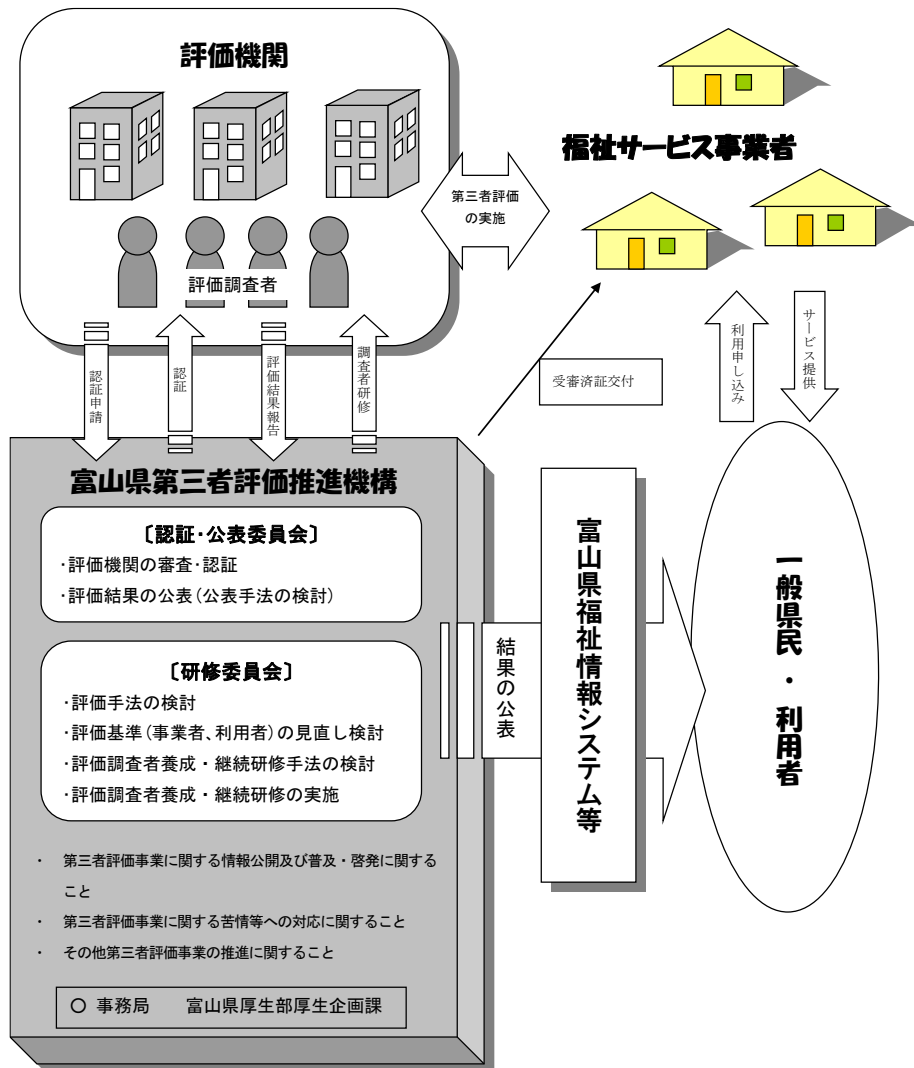 評価機関
福祉サービス事業者
第三者評価
の実施
評価調査者
認証申請
認証
評価結果報告
調査者研修
受審済証交付
利用申し込み
サービス提供
富山県第三者評価推進機構
〔認証・公表委員会〕
・評価機関の審査・認証
・評価結果の公表（公表手法の検討）
〔研修委員会〕
・評価手法の検討
・評価基準（事業者、利用者）の見直し検討
・評価調査者養成・継続研修手法の検討
・評価調査者養成・継続研修の実施
・ 第三者評価事業に関する情報公開及び普及・啓発に関する
こと
・ 第三者評価事業に関する苦情等への対応に関すること
・ その他第三者評価事業の推進に関すること
○ 事務局　　富山県厚生部厚生企画課
結果の公表
富山県福祉情報システム等
一般県民・利用者